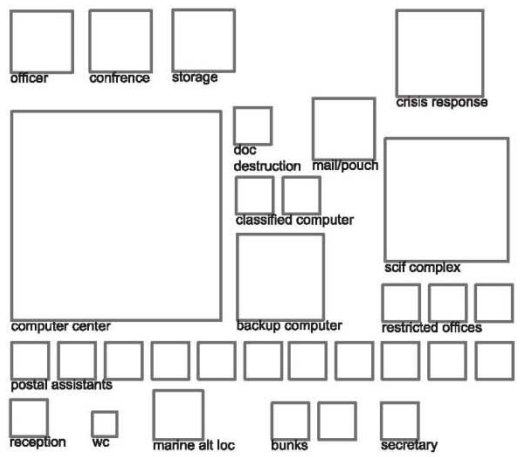 officer
confrence
storage
crisis response
doc
destruction
mail/pouch
classified computer
scif complex
computer center
backup computer
restricted offices
postal assistants
reception
wc
marine alt loc
bunks
secretary